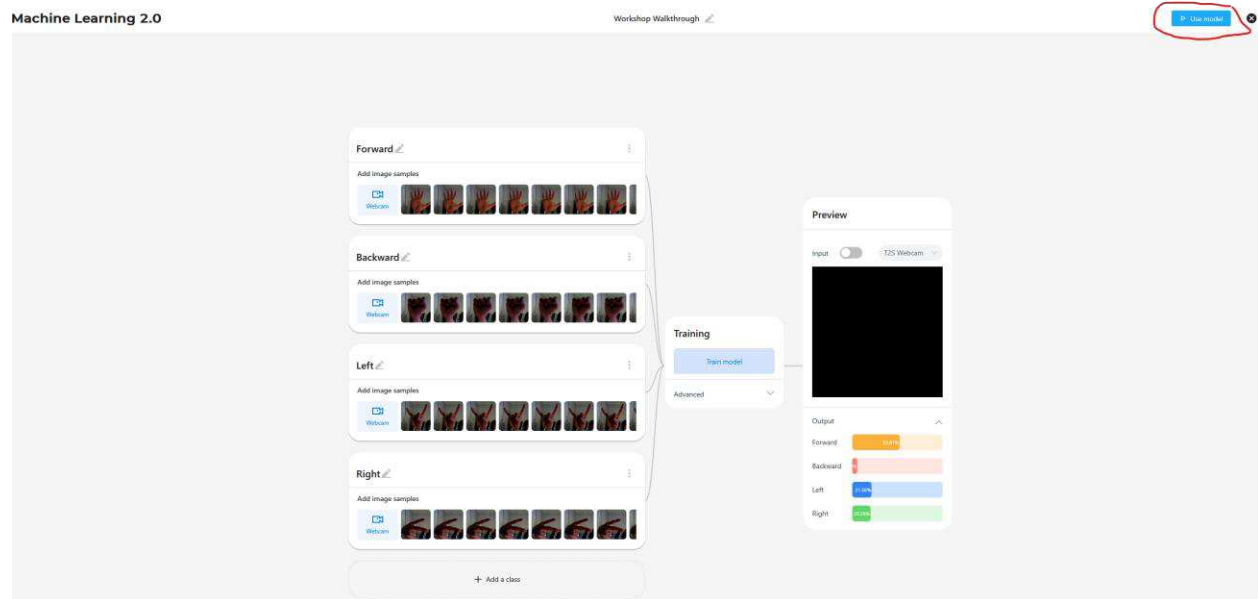 Machine Learning 2.0
Workshop Walkthrough
Use model
Forward
Add image samples
Webcam
Backward
Add image samples
Webcam
Left
Add image samples
Webcam
Right
Add image samples
Webcam
+ Add a class
Training
Train model
Advanced
Preview
Input
T2S Webcam
Output
Forward
Backward
Left
Right